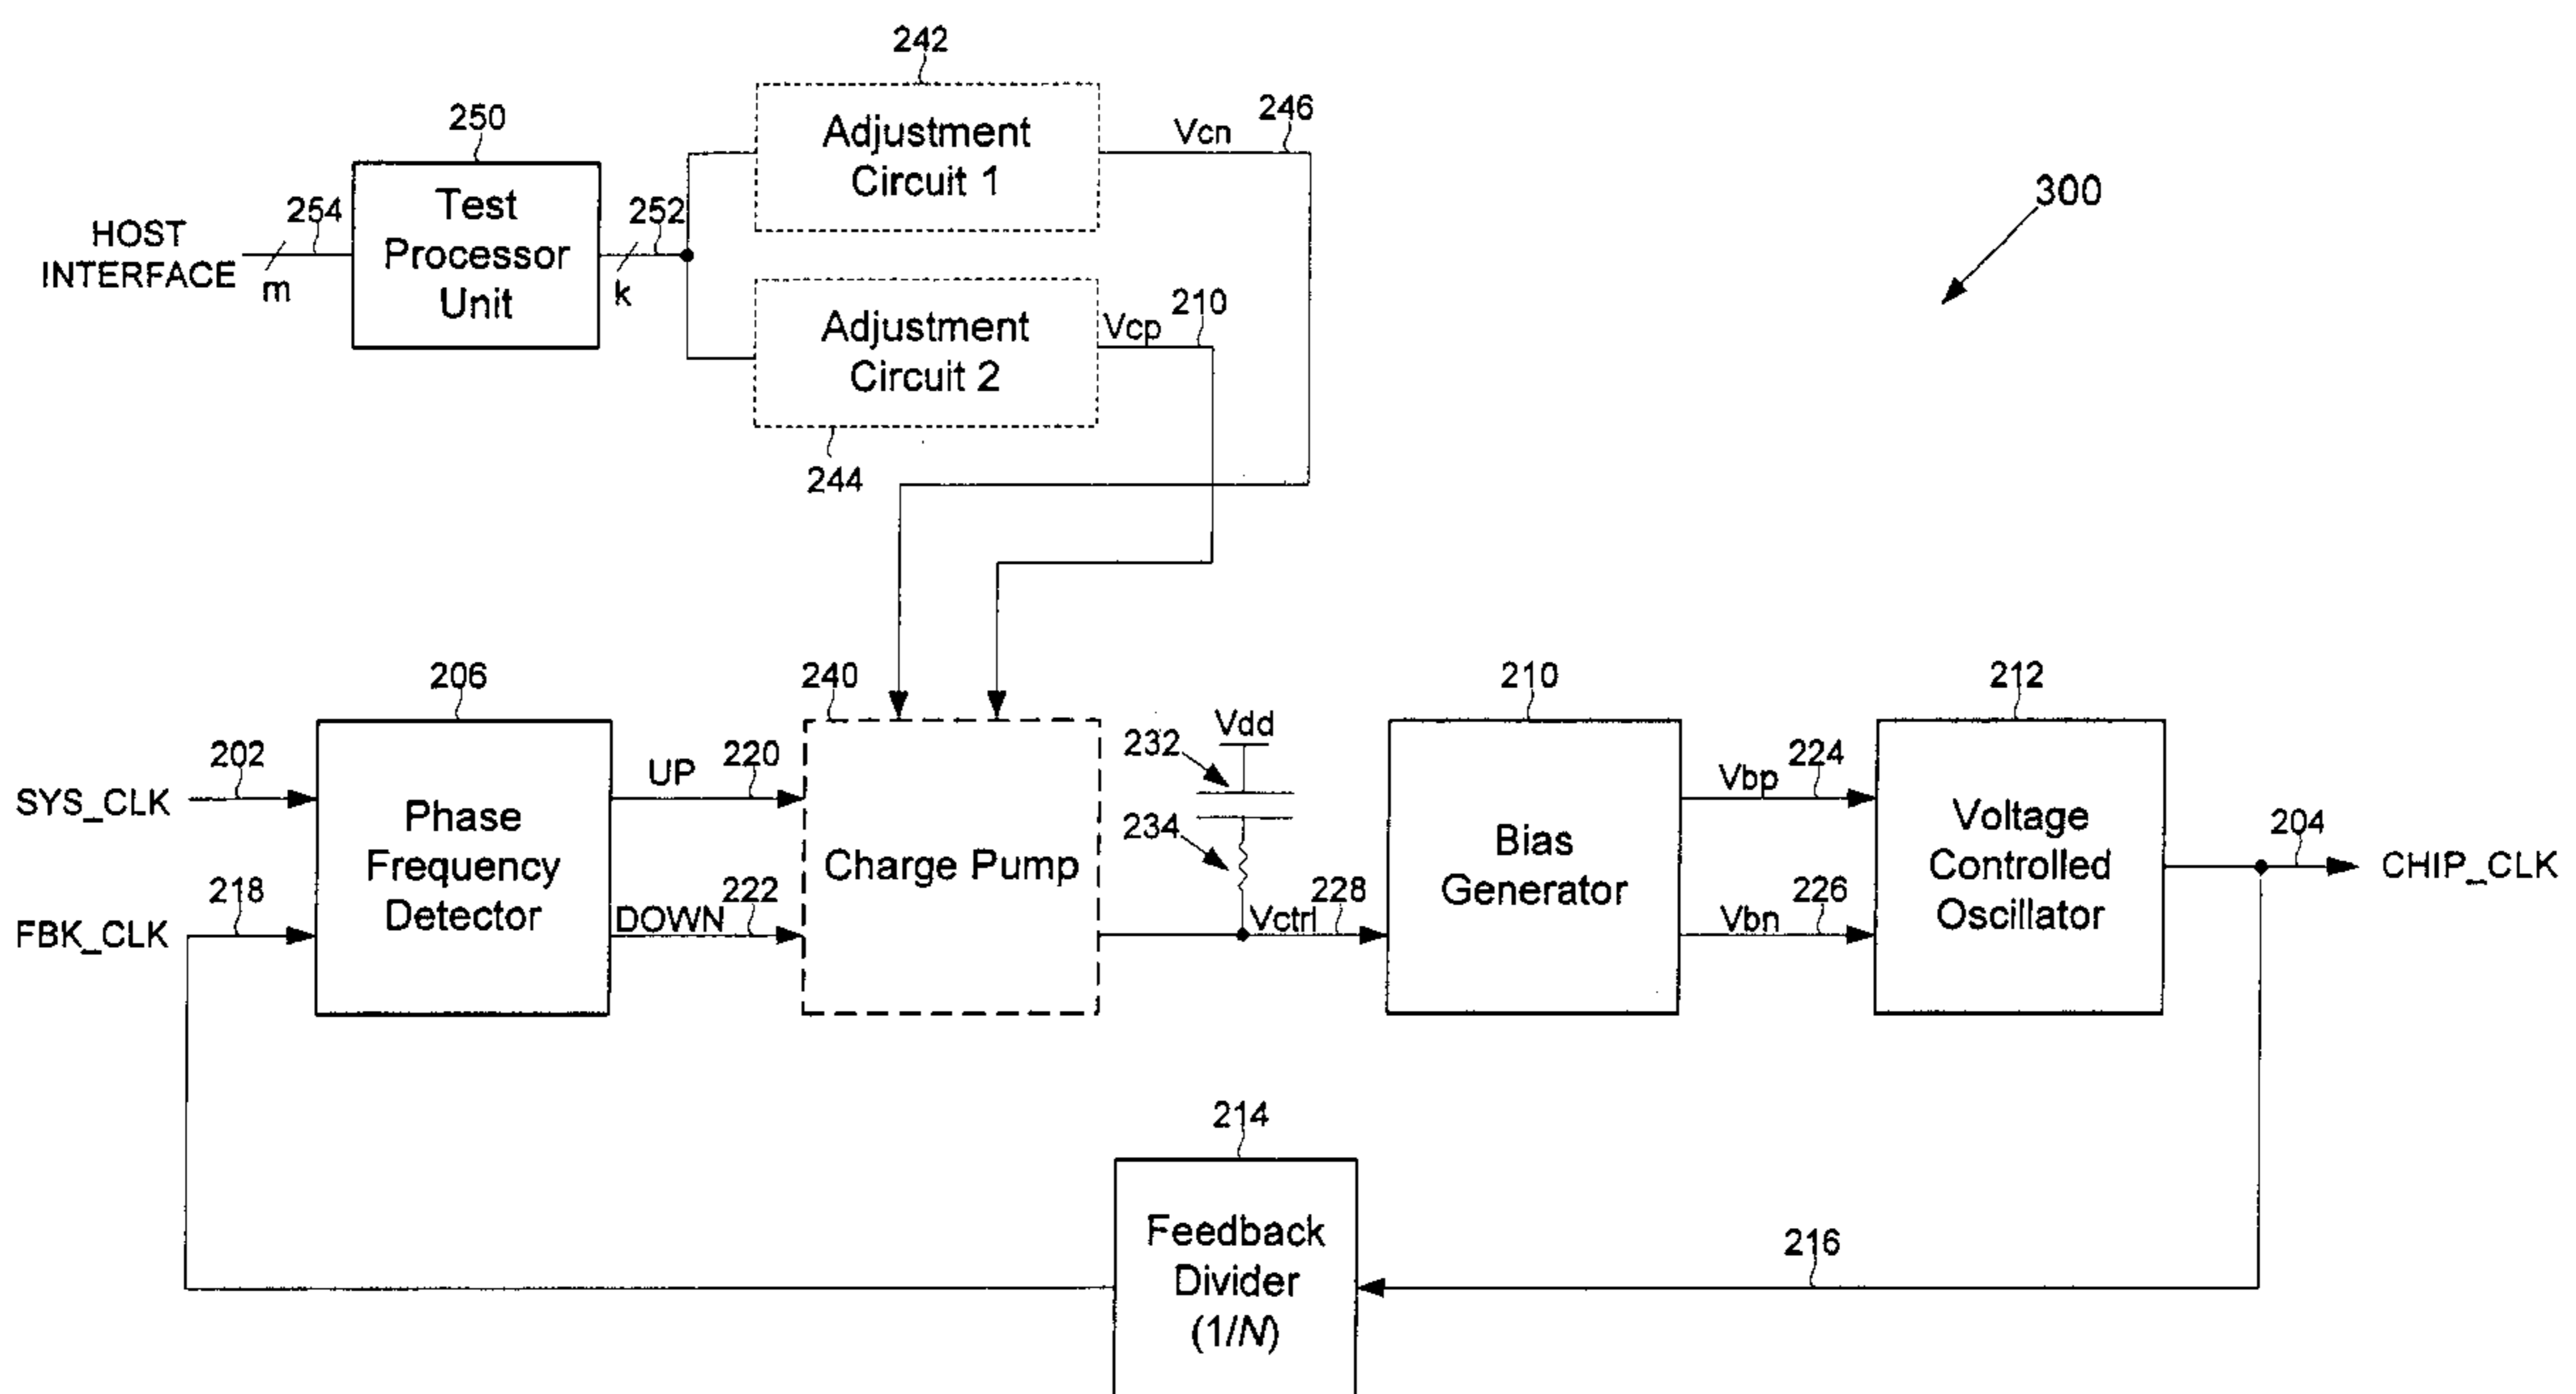 242
250
Adjustment
Circuit 1
Vcn
246
300
HOST
INTERFACE
254
m
Test
Processor
Unit
252
k
Adjustment
Circuit 2
Vcp
210
244
206
240
210
212
SYS_CLK
202
FBK_CLK
218
Phase
Frequency
Detector
UP
220
DOWN
222
Charge Pump
Vdd
232
234
Vctrl
228
Bias
Generator
Vbp
224
Vbn
226
Voltage
Controlled
Oscillator
204
CHIP_CLK
214
Feedback
Divider
(1/N)
216